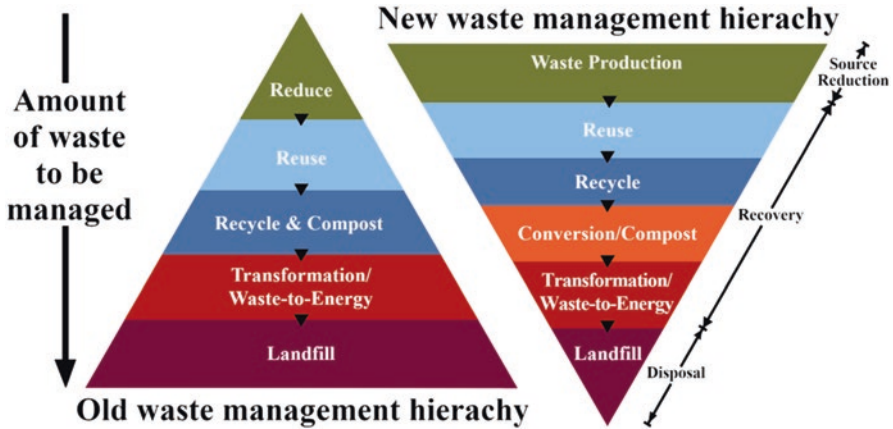 New waste management hierachy
Amount
of waste
to be
managed
Reduce
Reuse
Recycle & Compost
Transformation/
Waste-to-Energy
Landfill
Old waste management hierachy
Waste Production
Reuse
Recycle
Conversion/Compost
Transformation/
Waste-to-Energy
Landfill
Source
Reduction
Recovery
Disposal